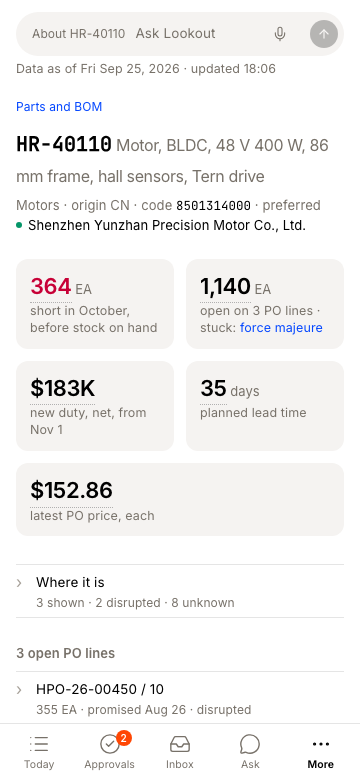 About HR-40110 Ask Lookout
Data as of Fri Sep 25, 2026 · updated 18:06
Parts and BOM
HR-40110 Motor, BLDC, 48 V 400 W, 86
mm frame, hall sensors, Tern drive
Motors · origin CN · code 8501314000 · preferred
Shenzhen Yunzhan Precision Motor Co., Ltd.
364 EA
short in October,
before stock on hand
1,140 EA
open on 3 PO lines ·
stuck: force majeure
$183K
new duty, net, from
Nov 1
35 days
planned lead time
$152.86
latest PO price, each
Where it is
3 shown · 2 disrupted · 8 unknown
3 open PO lines
HPO-26-00450 / 10
355 EA · promised Aug 26 · disrupted
2
Today Approvals Inbox Ask More